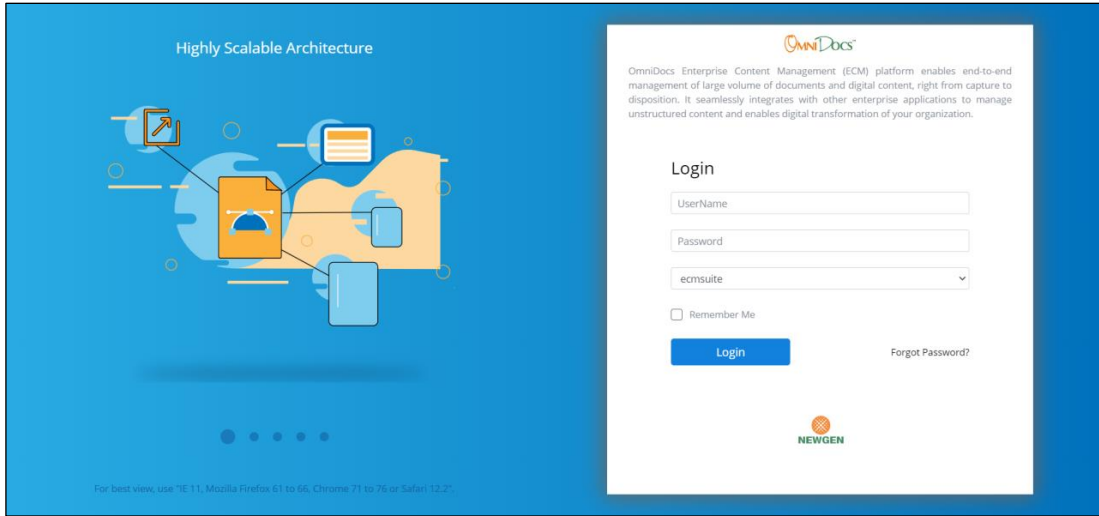 Highly Scalable Architecture
For best view, use "IE 11, Mozilla Firefox 61 to 66, Chrome 71 to 76 or Safari 12.2".
OMNIDOCS™
OmniDocs Enterprise Content Management (ECM) platform enables end-to-end
management of large volume of documents and digital content, right from capture to
disposition. It seamlessly integrates with other enterprise applications to manage
unstructured content and enables digital transformation of your organization.
Login
UserName
Password
ecmsuite
Remember Me
Login Forgot Password?
NEWGEN